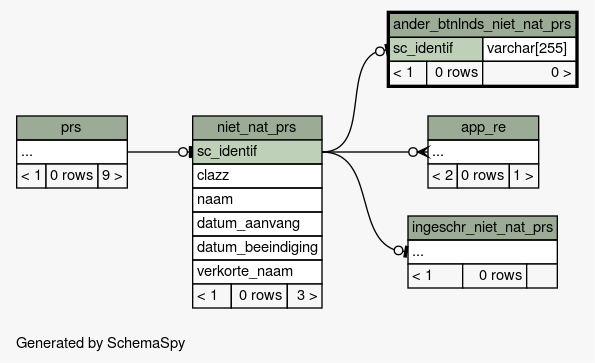 ander_btnlnds_niet_nat_prs
sc_identif varchar[255]
< 1 0 rows 0 >
prs
...
< 1 0 rows 9 >
niet_nat_prs
sc_identif
clazz
naam
datum_aanvang
datum_beeindiging
verkorte_naam
< 1 0 rows 3 >
app_re
...
< 2 0 rows 1 >
ingeschr_niet_nat_prs
...
< 1 0 rows
Generated by SchemaSpy